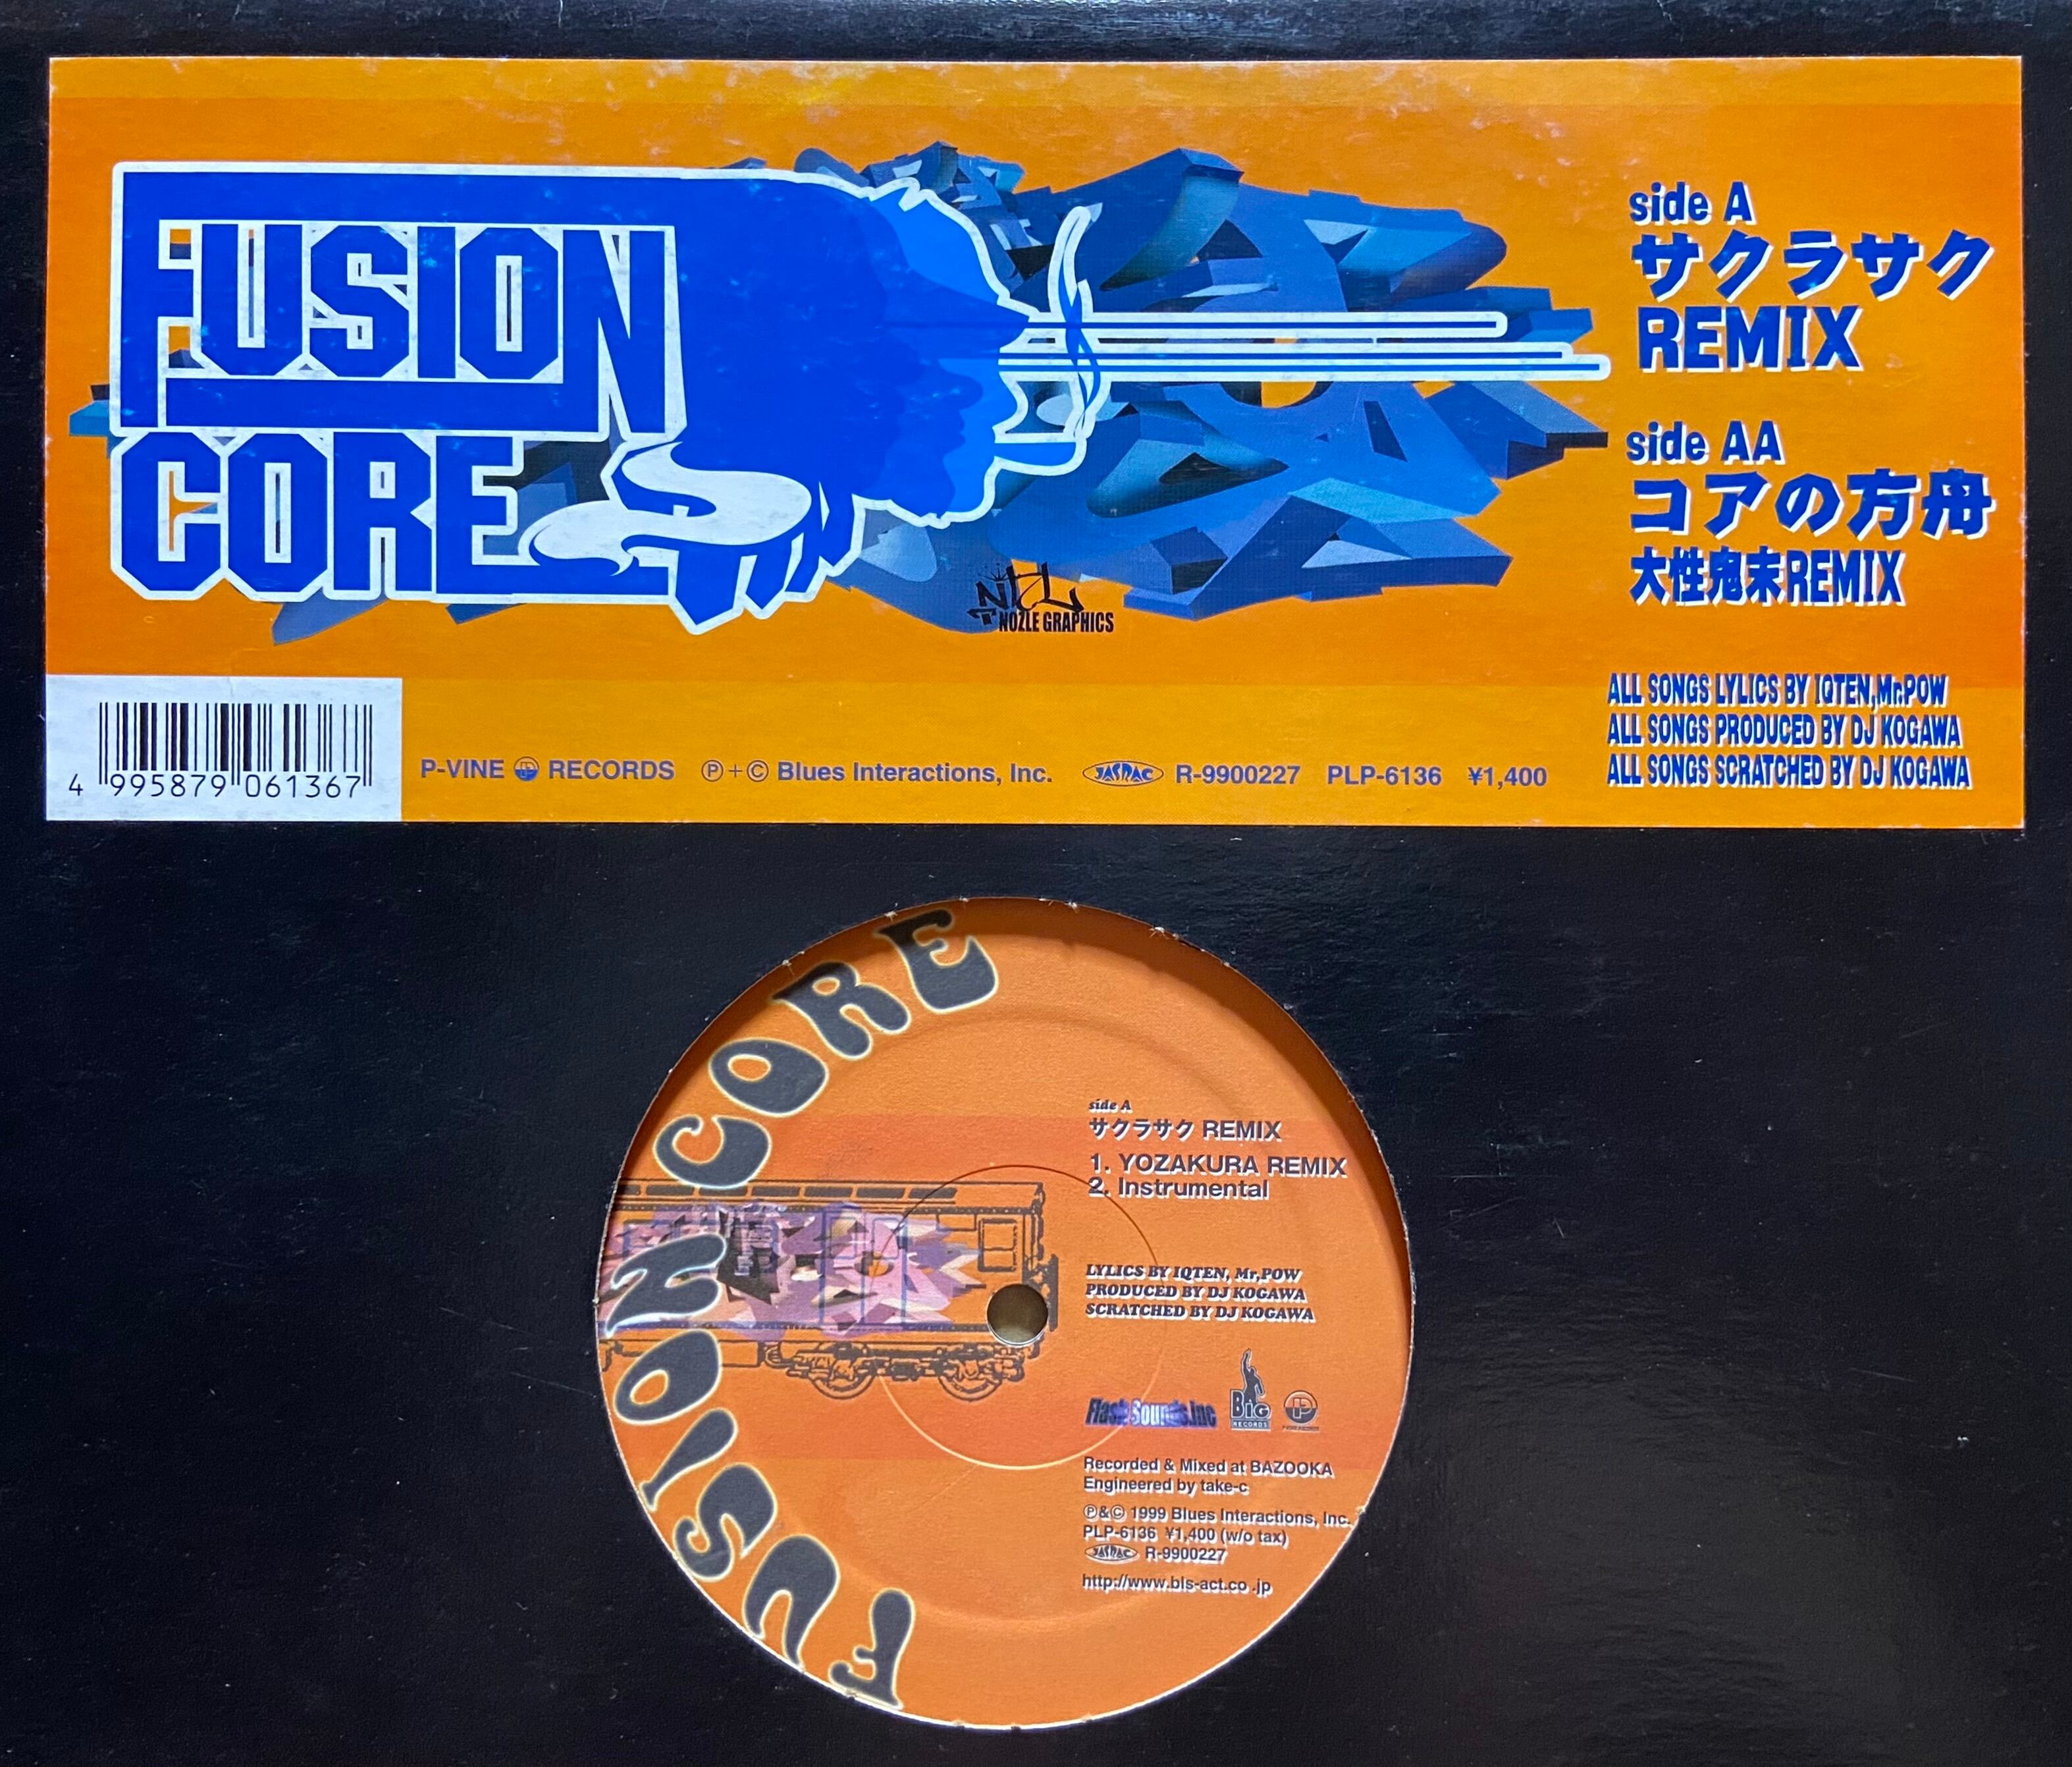 FUSION
CORE
NOZLE GRAPHICS
side A
サクラサク
REMIX
side AA
コアの方舟
大性鬼末REMIX
ALL SONGS LYLICS BY IQTEN,Mr.POW
ALL SONGS PRODUCED BY DJ KOGAWA
ALL SONGS SCRATCHED BY DJ KOGAWA
4 995879 061367
P-VINE RECORDS Ⓟ+Ⓒ Blues Interactions, Inc. JASRAC R-9900227 PLP-6136 ¥1,400
FUSION CORE
side A
サクラサク REMIX
1. YOZAKURA REMIX
2. Instrumental
LYLICS BY IQTEN, Mr,POW
PRODUCED BY DJ KOGAWA
SCRATCHED BY DJ KOGAWA
Flash Sounds.inc
BIG
RECORDS
Recorded & Mixed at BAZOOKA
Engineered by take-c
Ⓟ&Ⓒ 1999 Blues Interactions, Inc.
PLP-6136 ¥1,400 (w/o tax)
JASRAC R-9900227
http://www.bls-act.co .jp